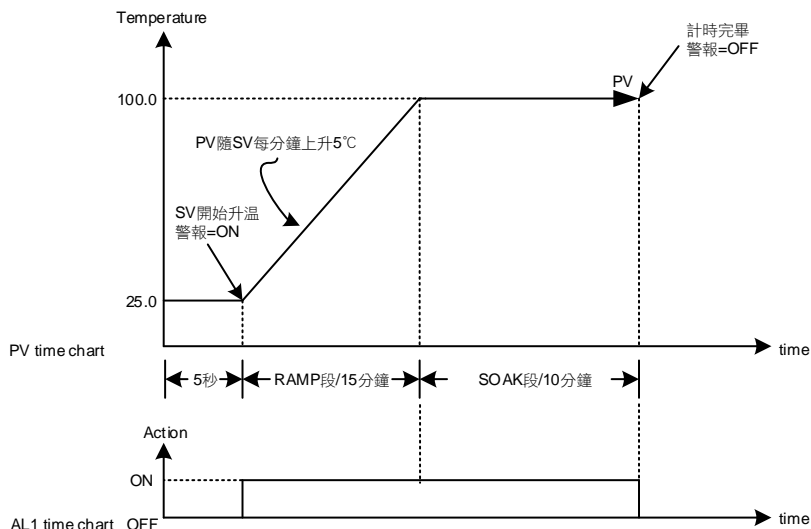 Temperature
計時完畢
警報=OFF
PV
100.0
PV隨SV每分鐘上升5℃
SV開始升温
警報=ON
25.0
PV time chart
time
5秒
RAMP段/15分鐘
SOAK段/10分鐘
Action
ON
AL1 time chart
OFF
time